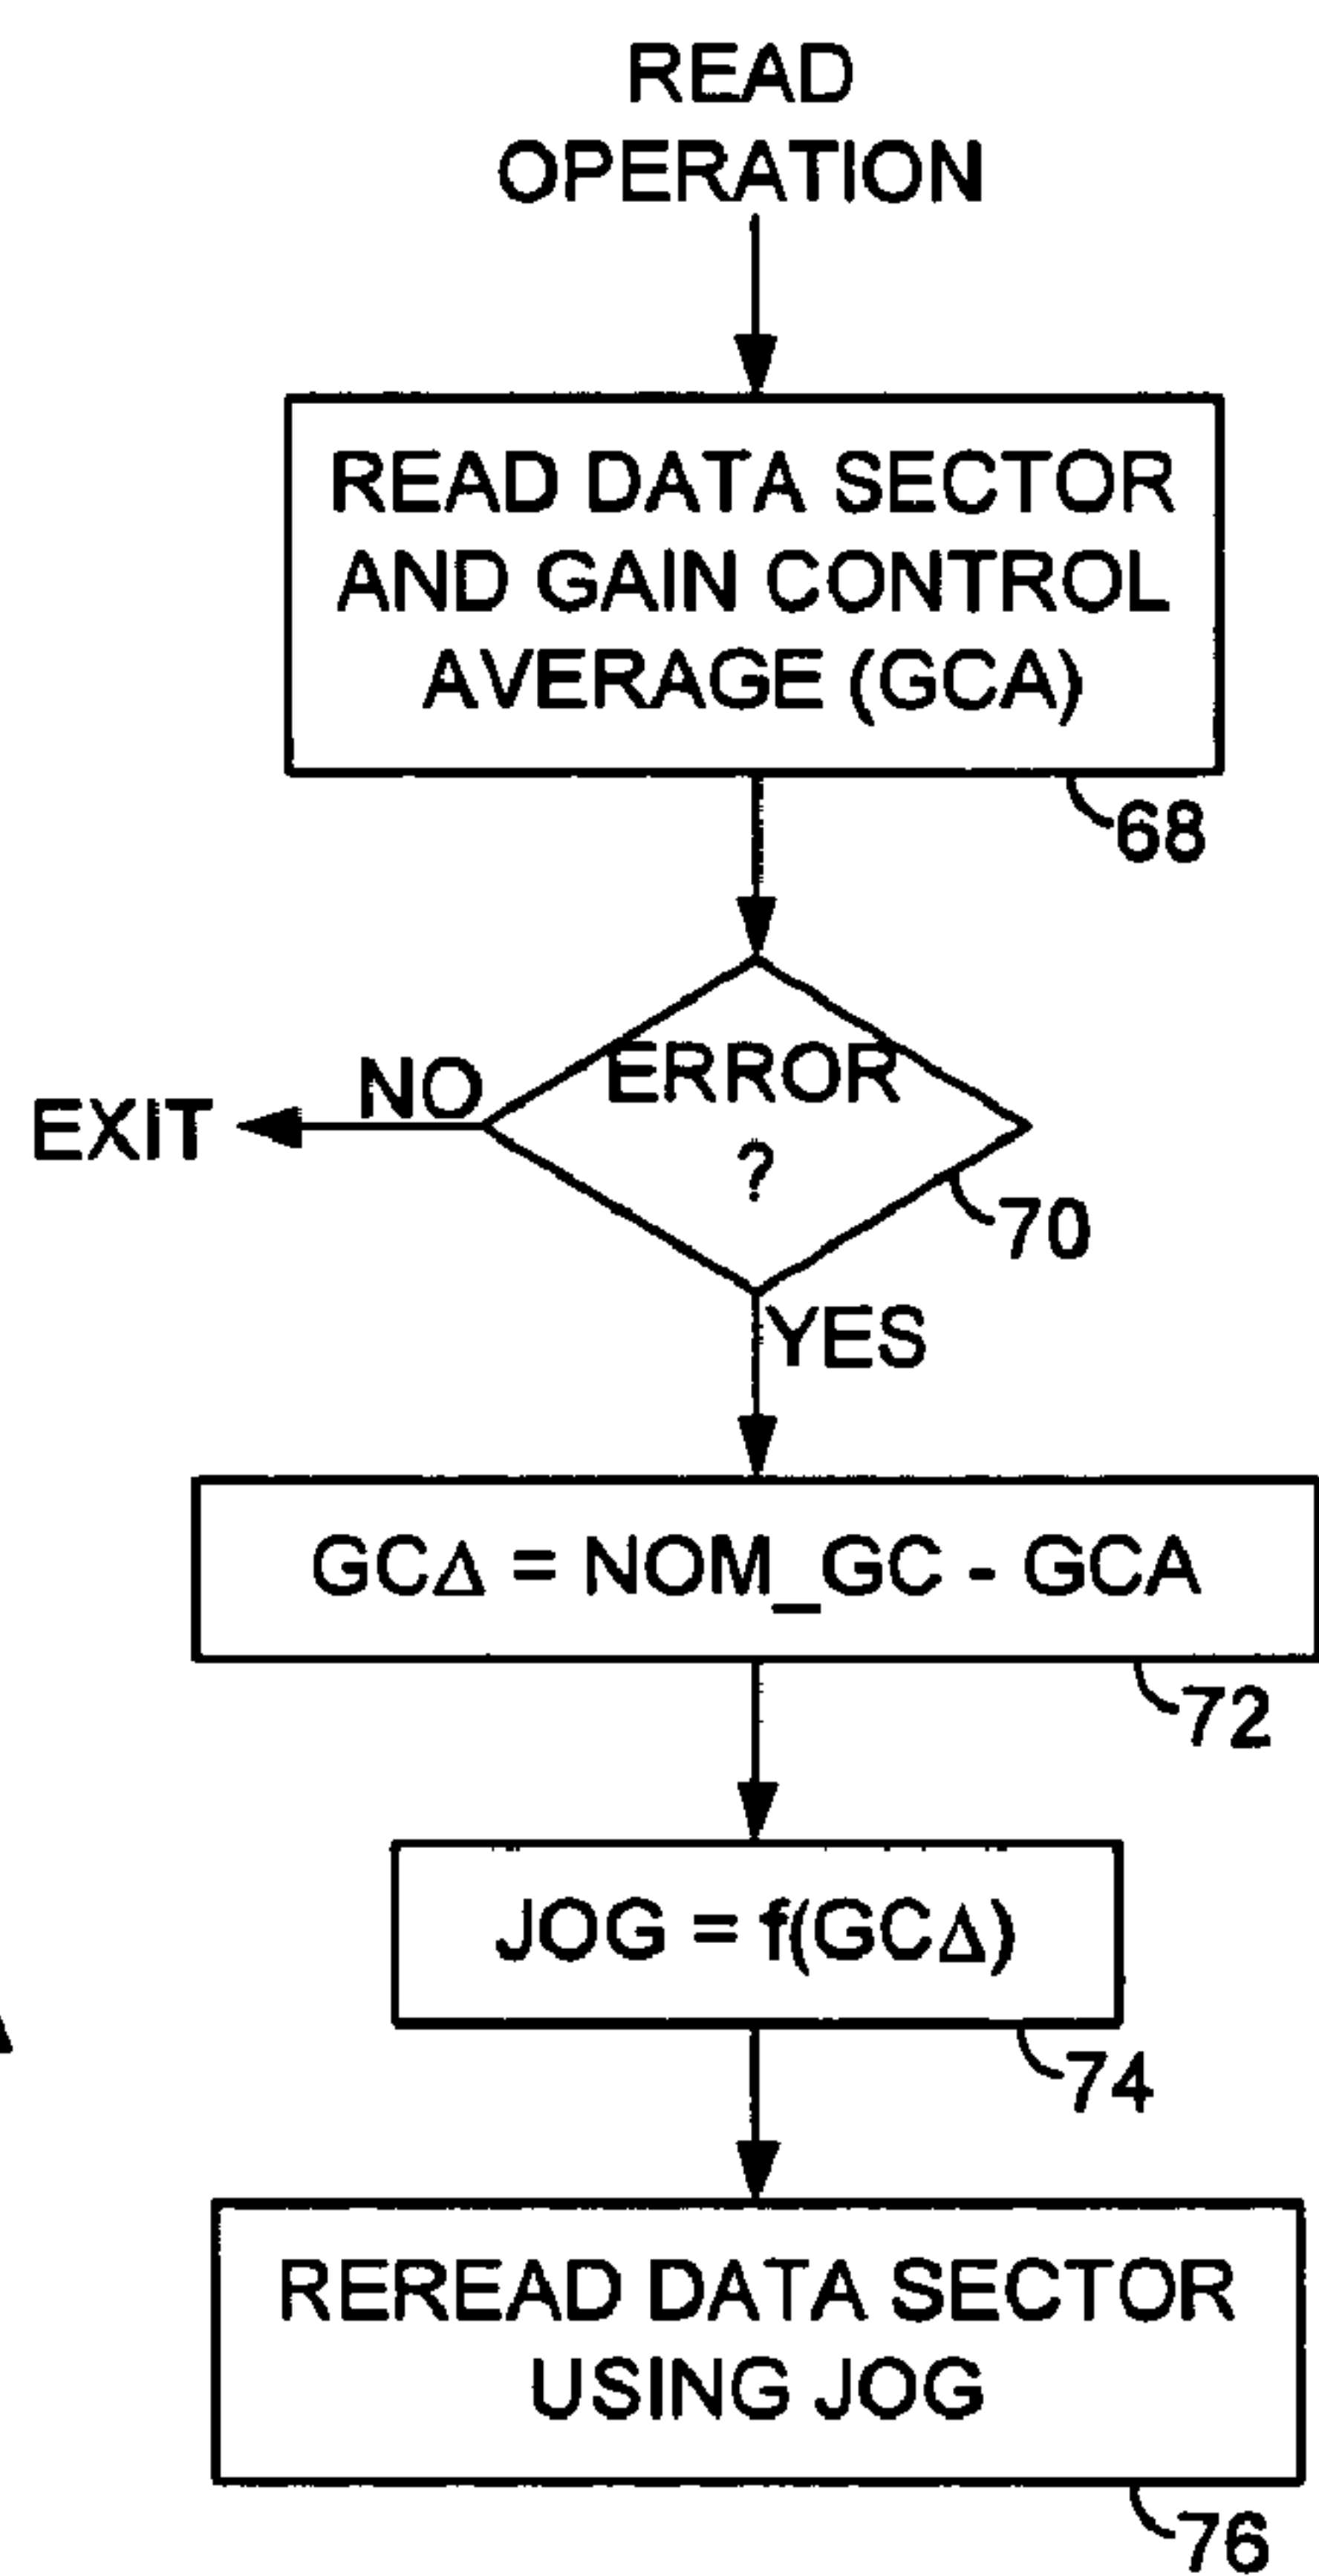 READ
OPERATION
READ DATA SECTOR
AND GAIN CONTROL
AVERAGE (GCA)
68
ERROR
?
NO
EXIT
70
YES
GCΔ = NOM_GC - GCA
72
JOG = f(GCΔ)
74
REREAD DATA SECTOR
USING JOG
76